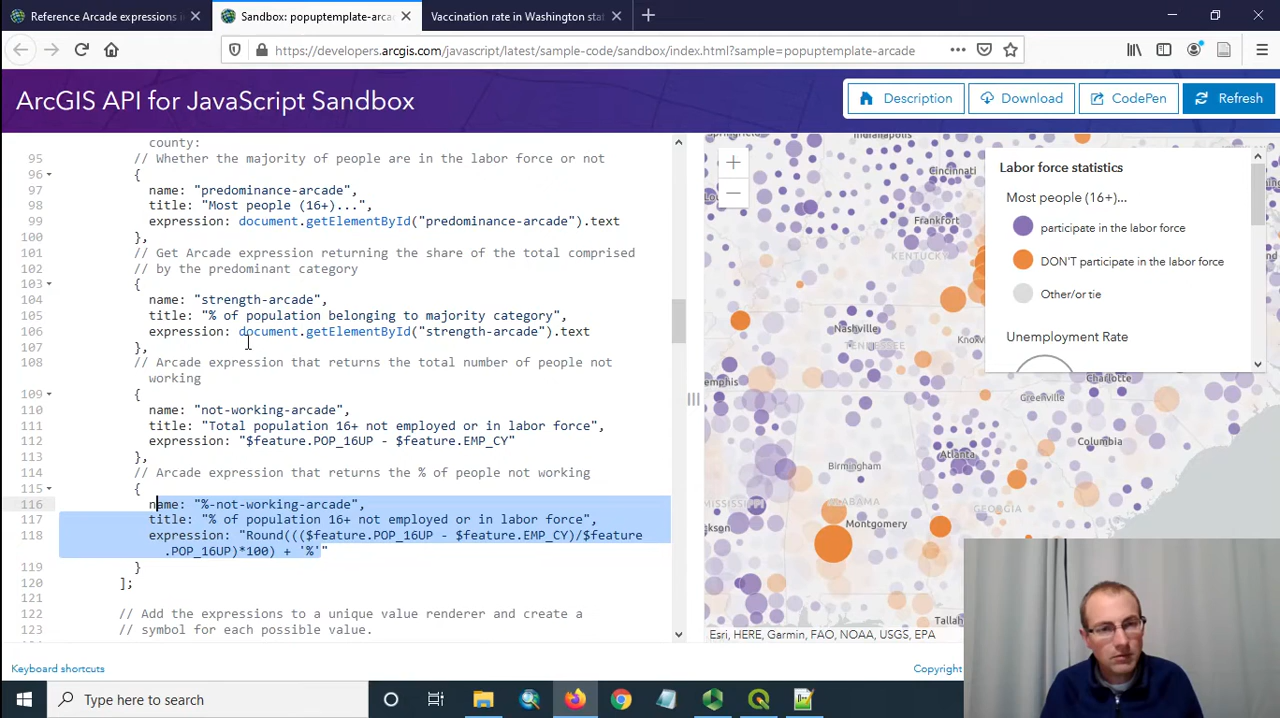 Reference Arcade expressions i
Sandbox: popuptemplate-arca
Vaccination rate in Washington sta
https://developers.arcgis.com/javascript/latest/sample-code/sandbox/index.html?sample=popuptemplate-arcade
ArcGIS API for JavaScript Sandbox
Description
Download
CodePen
Refresh
county:
95 // Whether the majority of people are in the labor force or not
96 {
97 name: "predominance-arcade",
98 title: "Most people (16+)...",
99 expression: document.getElementById("predominance-arcade").text
100 },
101 // Get Arcade expression returning the share of the total comprised
102 // by the predominant category
103 {
104 name: "strength-arcade",
105 title: "% of population belonging to majority category",
106 expression: document.getElementById("strength-arcade").text
107 },
108 // Arcade expression that returns the total number of people not
working
109 {
110 name: "not-working-arcade",
111 title: "Total population 16+ not employed or in labor force",
112 expression: "$feature.POP_16UP - $feature.EMP_CY"
113 },
114 // Arcade expression that returns the % of people not working
115 {
116 name: "%-not-working-arcade",
117 title: "% of population 16+ not employed or in labor force",
118 expression: "Round((($feature.POP_16UP - $feature.EMP_CY)/$feature
.POP_16UP)*100) + '%'"
119 }
120 ];
121
122 // Add the expressions to a unique value renderer and create a
123 // symbol for each possible value.
Labor force statistics
Most people (16+)...
participate in the labor force
DON'T participate in the labor force
Other/or tie
Unemployment Rate
Cincinnati
Frankfort
KENTUCKY
Nashville
TENNESSEE
Knox
Memphis
Charlotte
Greenville
Columbia
Atlanta
Birmingham
MISSISSIPPI
ALABAMA
GEORGIA
ckson
Montgomery
Tallah
Esri, HERE, Garmin, FAO, NOAA, USGS, EPA
Keyboard shortcuts
Copyright
Type here to search